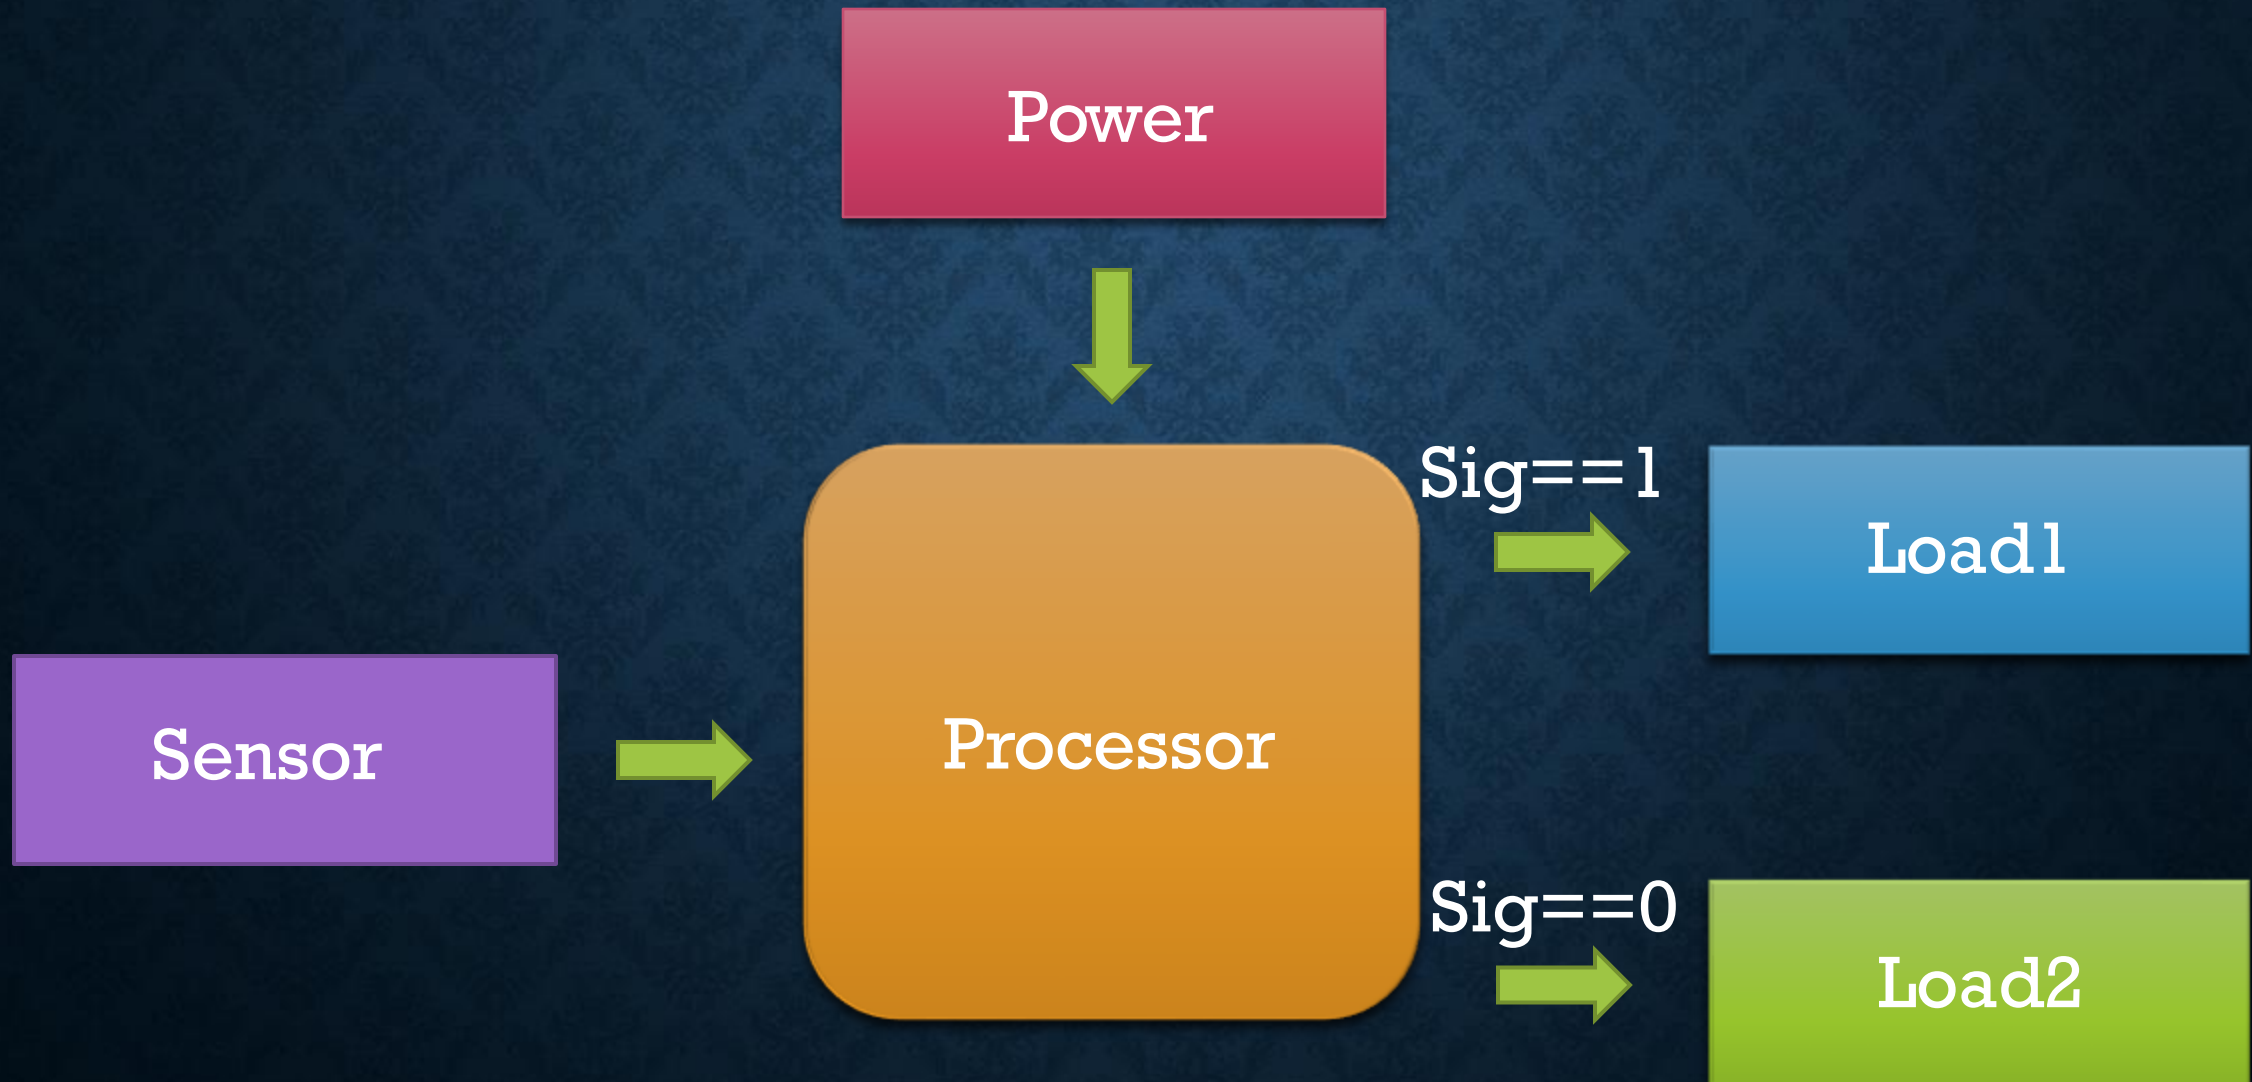 Power
Sig==1
Load1
Sensor
Processor
Sig==0
Load2